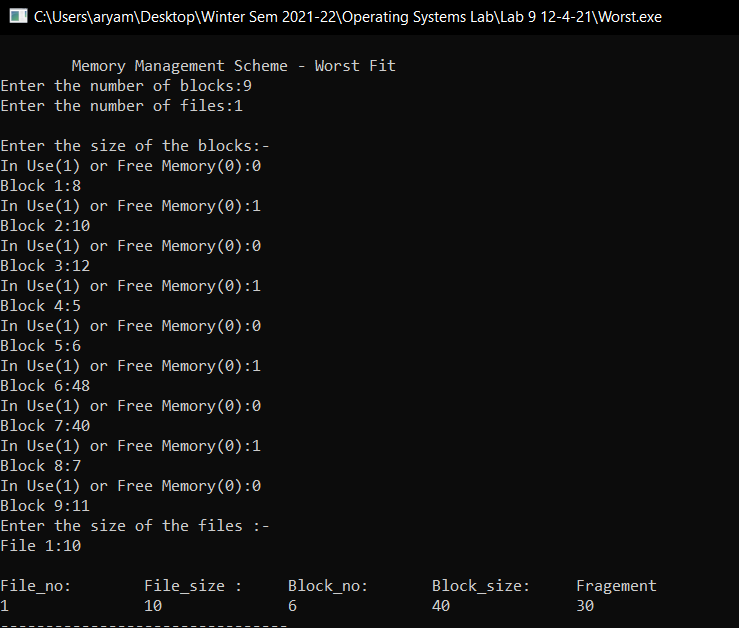 C:\Users\aryam\Desktop\Winter Sem 2021-22\Operating Systems Lab\Lab 9 12-4-21\Worst.exe
Memory Management Scheme - Worst Fit
Enter the number of blocks:9
Enter the number of files:1
Enter the size of the blocks:-
In Use(1) or Free Memory(0):0
Block 1:8
In Use(1) or Free Memory(0):1
Block 2:10
In Use(1) or Free Memory(0):0
Block 3:12
In Use(1) or Free Memory(0):1
Block 4:5
In Use(1) or Free Memory(0):0
Block 5:6
In Use(1) or Free Memory(0):1
Block 6:48
In Use(1) or Free Memory(0):0
Block 7:40
In Use(1) or Free Memory(0):1
Block 8:7
In Use(1) or Free Memory(0):0
Block 9:11
Enter the size of the files :-
File 1:10
File_no: File_size : Block_no: Block_size: Fragement
1 10 6 40 30
--------------------------------